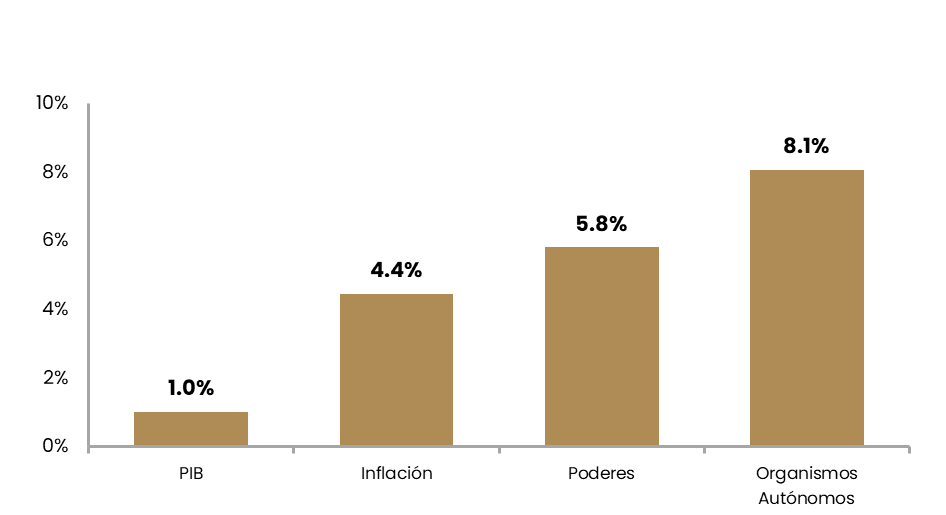 10%
8%
6%
4%
2%
0%
1.0%
4.4%
5.8%
8.1%
PIB
Inflación
Poderes
Organismos
Autónomos